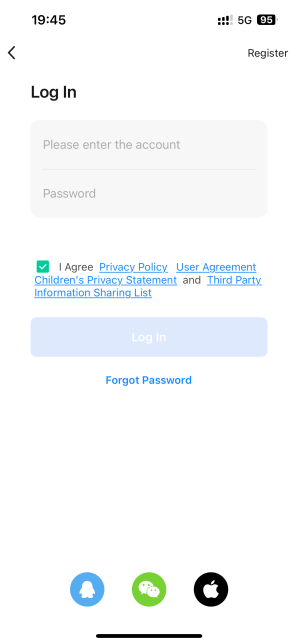 19:45
5G
95
Register
Log In
Please enter the account
Password
I Agree Privacy Policy User Agreement
Children's Privacy Statement and Third Party
Information Sharing List
Log In
Forgot Password